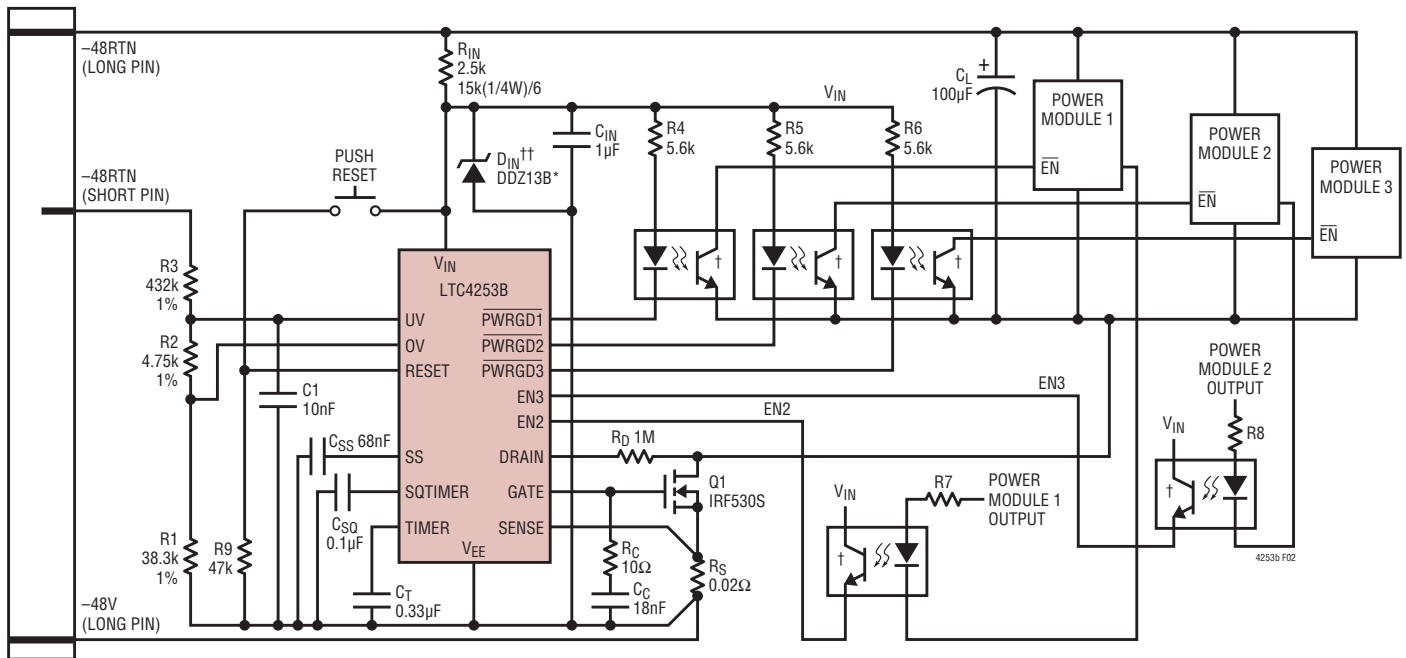 –48RTN
(LONG PIN)
RIN
2.5k
15k(1/4W)/6
CL
100µF
+
POWER
MODULE 1
EN
POWER
MODULE 2
EN
POWER
MODULE 3
EN
VIN
CIN
1µF
R4
5.6k
R5
5.6k
R6
5.6k
DIN††
DDZ13B*
PUSH
RESET
–48RTN
(SHORT PIN)
†
†
†
R3
432k
1%
R2
4.75k
1%
C1
10nF
VIN
LTC4253B
UV
OV
RESET
SS
SQTIMER
TIMER
VEE
PWRGD1
PWRGD2
PWRGD3
EN3
EN2
DRAIN
GATE
SENSE
EN3
EN2
POWER
MODULE 2
OUTPUT
R8
VIN
†
CSS 68nF
CSQ
0.1µF
RD 1M
Q1
IRF530S
R7
POWER
MODULE 1
OUTPUT
VIN
†
R1
38.3k
1%
R9
47k
CT
0.33µF
RC
10Ω
CC
18nF
RS
0.02Ω
–48V
(LONG PIN)
4253b F02